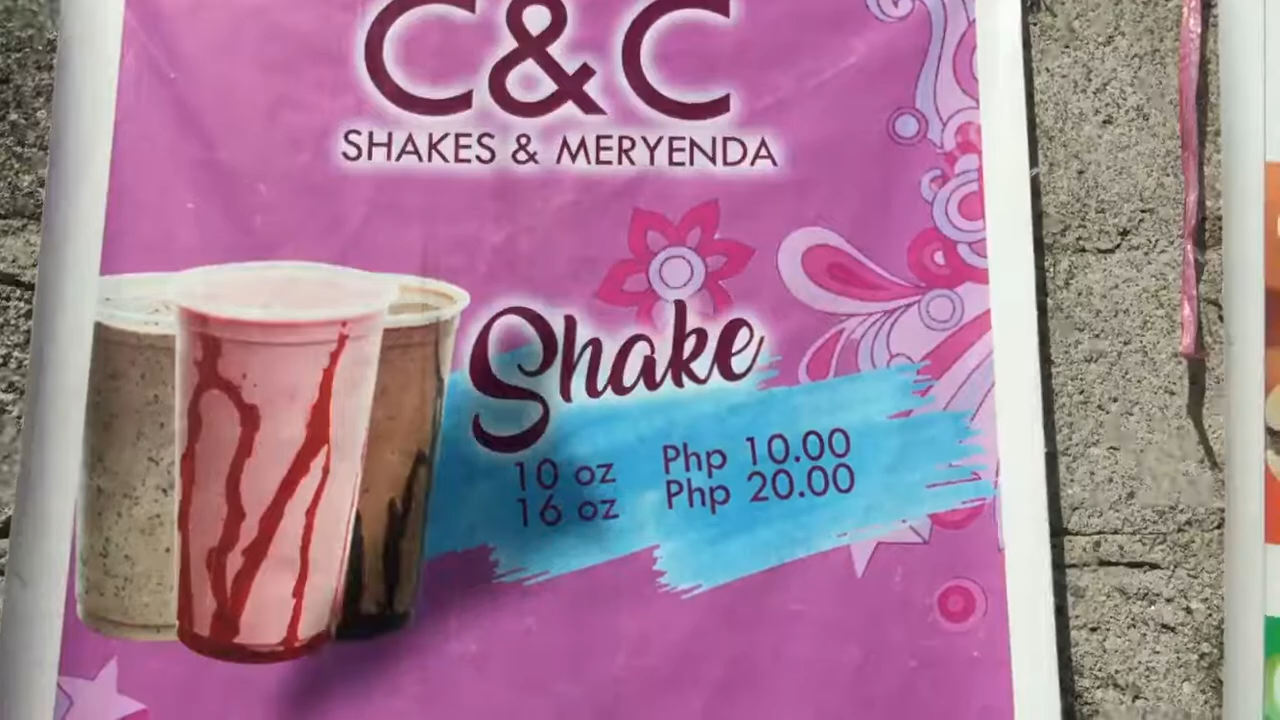 C&C
SHAKES & MERYENDA
Shake
10 oz Php 10.00
16 oz Php 20.00